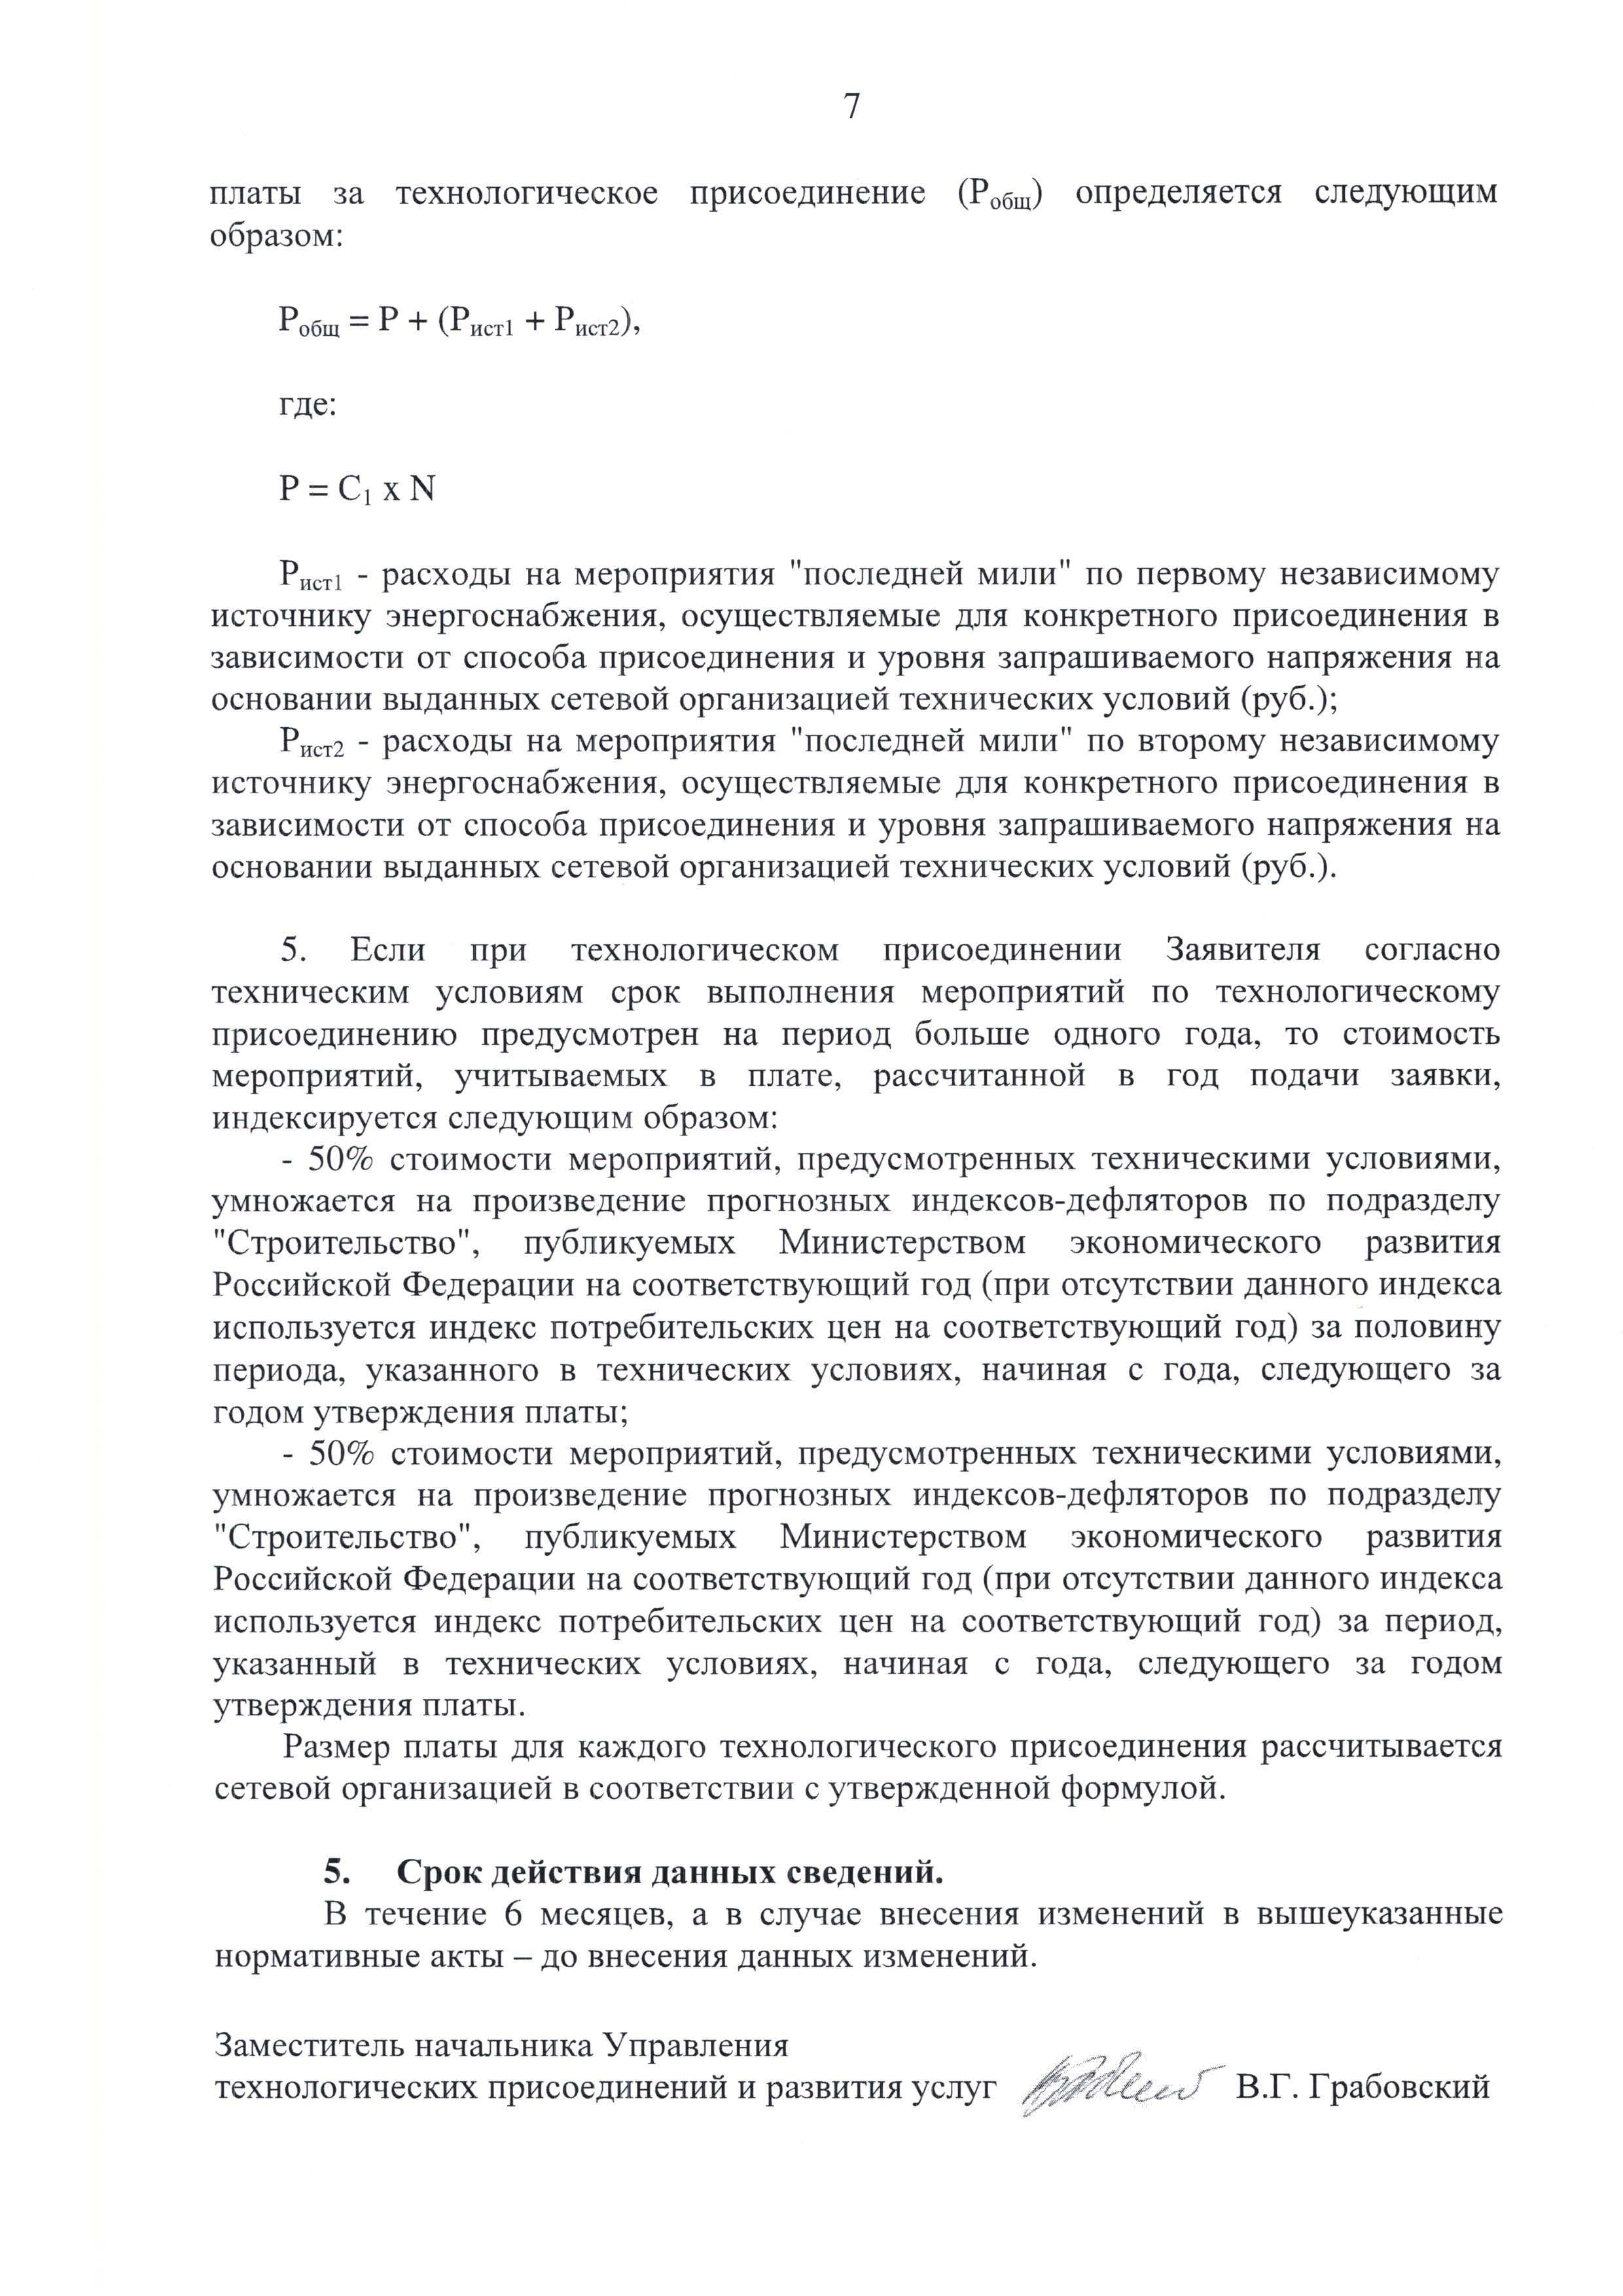 7
платы за технологическое присоединение (Робщ) определяется следующим
образом:
Робщ = Р + (Рист1 + Рист2),
где:
Р = С1 х N
Рист1 - расходы на мероприятия "последней мили" по первому независимому
источнику энергоснабжения, осуществляемые для конкретного присоединения в
зависимости от способа присоединения и уровня запрашиваемого напряжения на
основании выданных сетевой организацией технических условий (руб.);
Рист2 - расходы на мероприятия "последней мили" по второму независимому
источнику энергоснабжения, осуществляемые для конкретного присоединения в
зависимости от способа присоединения и уровня запрашиваемого напряжения на
основании выданных сетевой организацией технических условий (руб.).
5. Если при технологическом присоединении Заявителя согласно
техническим условиям срок выполнения мероприятий по технологическому
присоединению предусмотрен на период больше одного года, то стоимость
мероприятий, учитываемых в плате, рассчитанной в год подачи заявки,
индексируется следующим образом:
- 50% стоимости мероприятий, предусмотренных техническими условиями,
умножается на произведение прогнозных индексов-дефляторов по подразделу
"Строительство", публикуемых Министерством экономического развития
Российской Федерации на соответствующий год (при отсутствии данного индекса
используется индекс потребительских цен на соответствующий год) за половину
периода, указанного в технических условиях, начиная с года, следующего за
годом утверждения платы;
- 50% стоимости мероприятий, предусмотренных техническими условиями,
умножается на произведение прогнозных индексов-дефляторов по подразделу
"Строительство", публикуемых Министерством экономического развития
Российской Федерации на соответствующий год (при отсутствии данного индекса
используется индекс потребительских цен на соответствующий год) за период,
указанный в технических условиях, начиная с года, следующего за годом
утверждения платы.
Размер платы для каждого технологического присоединения рассчитывается
сетевой организацией в соответствии с утвержденной формулой.
5. Срок действия данных сведений.
В течение 6 месяцев, а в случае внесения изменений в вышеуказанные
нормативные акты – до внесения данных изменений.
Заместитель начальника Управления
технологических присоединений и развития услуг В.Г. Грабовский